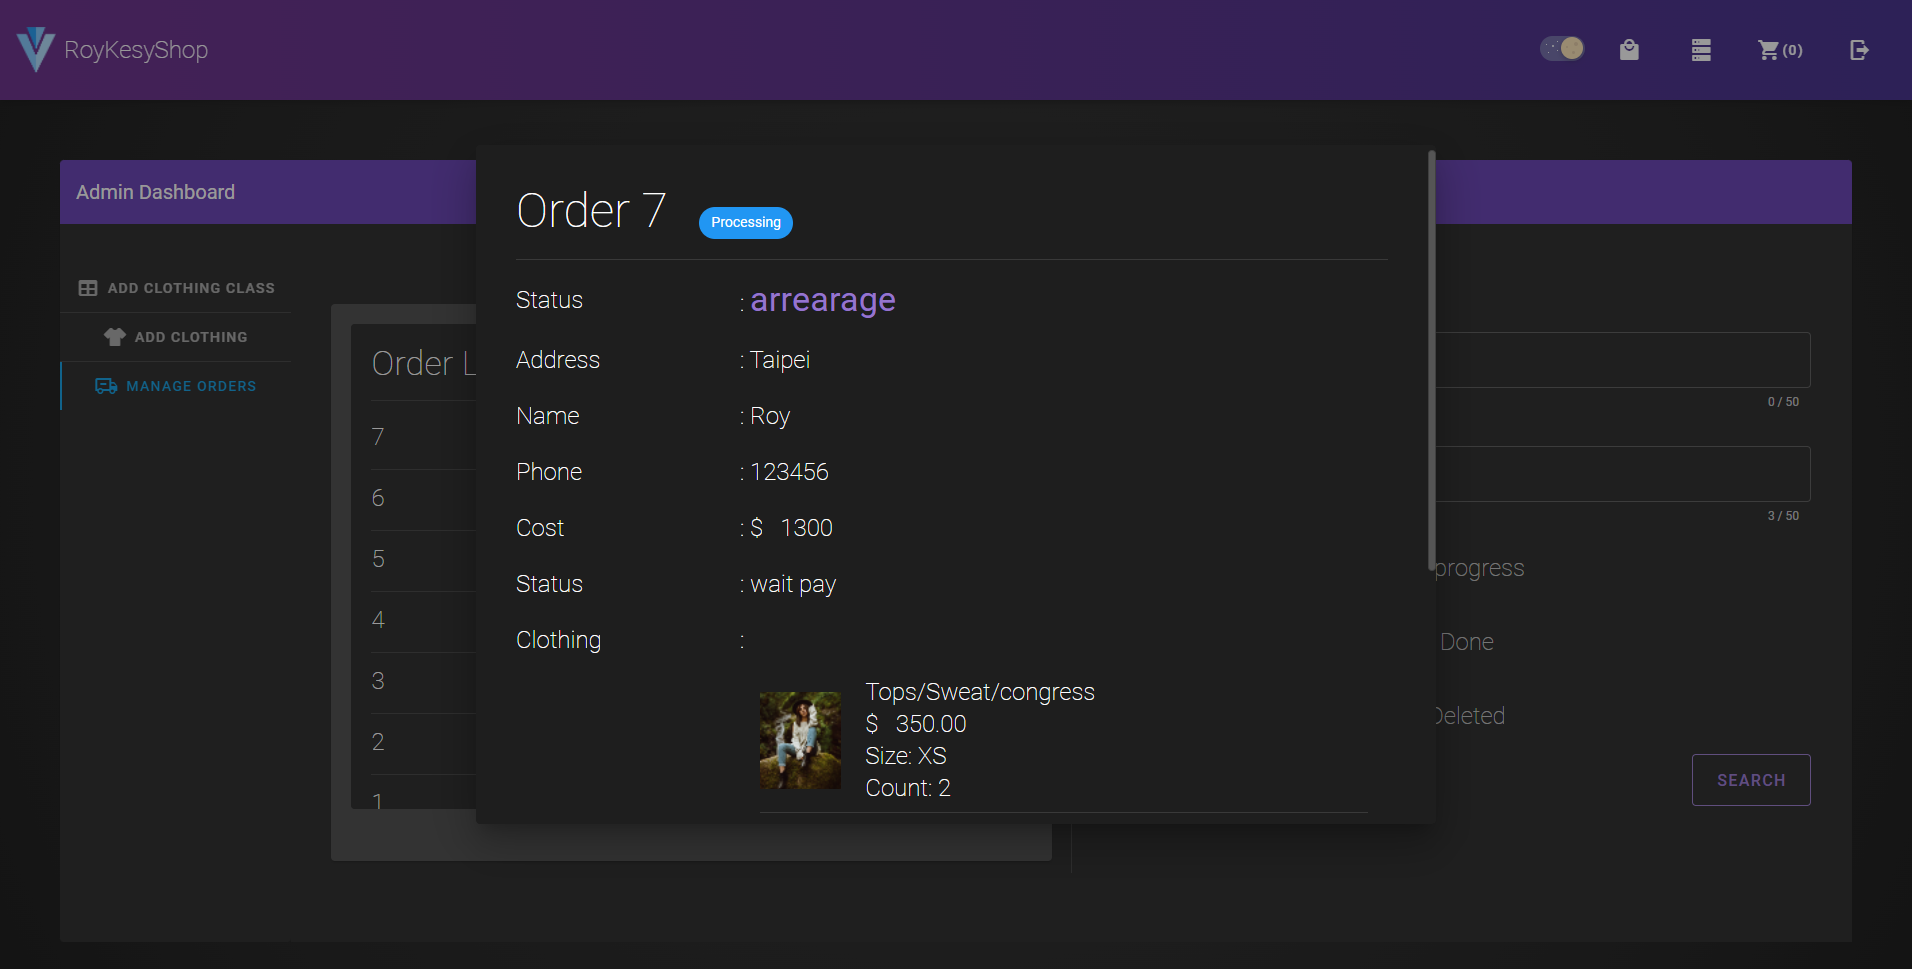 RoyKesyShop
(0)
Admin Dashboard
ADD CLOTHING CLASS
ADD CLOTHING
MANAGE ORDERS
Order L
7
6
5
4
3
2
1
Order 7
Processing
Status : arrearage
Address : Taipei
Name : Roy
Phone : 123456
Cost : $ 1300
Status : wait pay
Clothing :
Tops/Sweat/congress
$ 350.00
Size: XS
Count: 2
0 / 50
3 / 50
progress
Done
Deleted
SEARCH